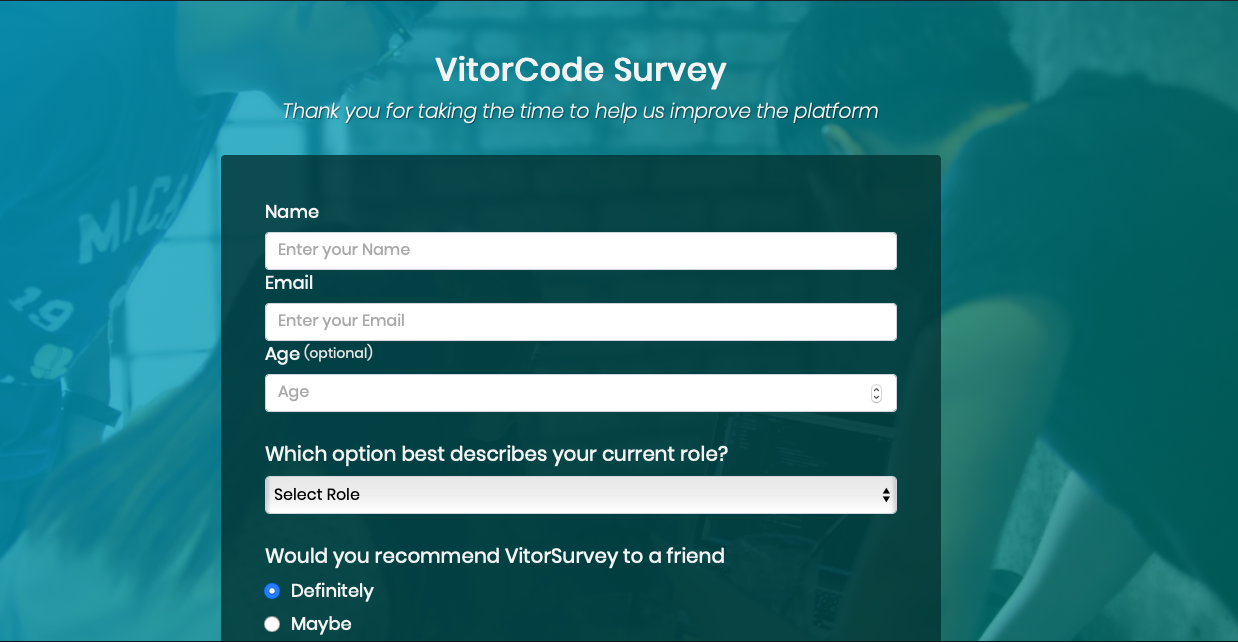 VitorCode Survey
Thank you for taking the time to help us improve the platform
MICA
Name
Enter your Name
19
Email
Enter your Email
Age (optional)
Age
Which option best describes your current role?
Select Role
Would you recommend VitorSurvey to a friend
Definitely
Maybe